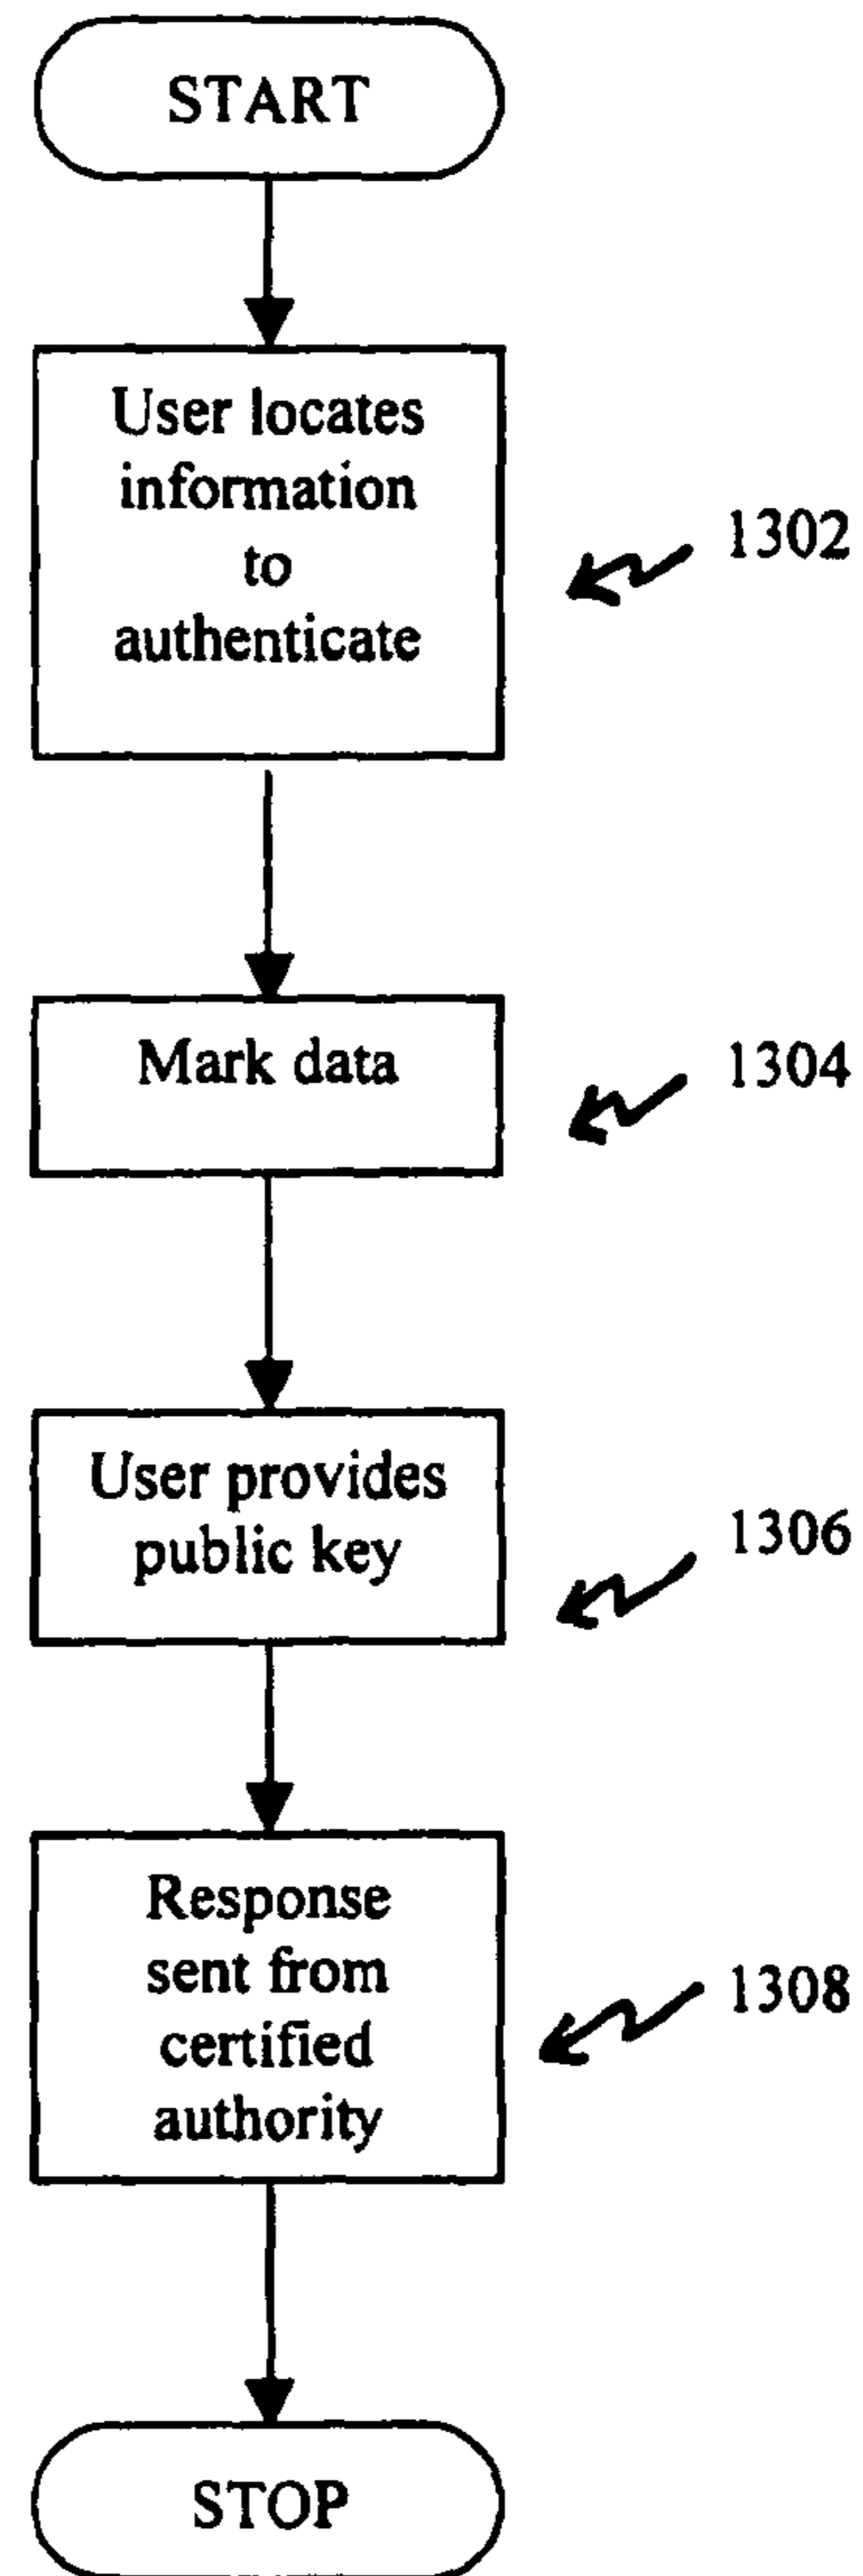 START
User locates
information
to
authenticate
1302
Mark data
1304
User provides
public key
1306
Response
sent from
certified
authority
1308
STOP